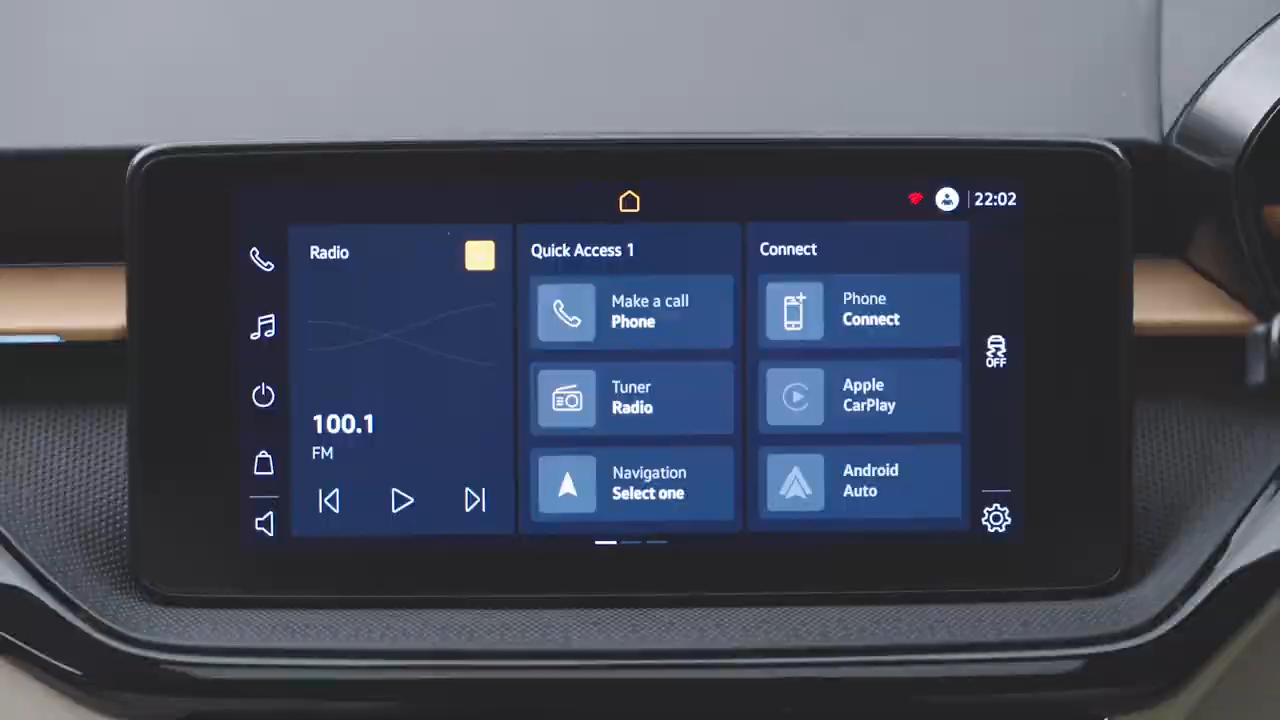 22:02
Radio
100.1
FM
Quick Access 1
Make a call
Phone
Tuner
Radio
Navigation
Select one
Connect
Phone
Connect
Apple
CarPlay
Android
Auto
OFF